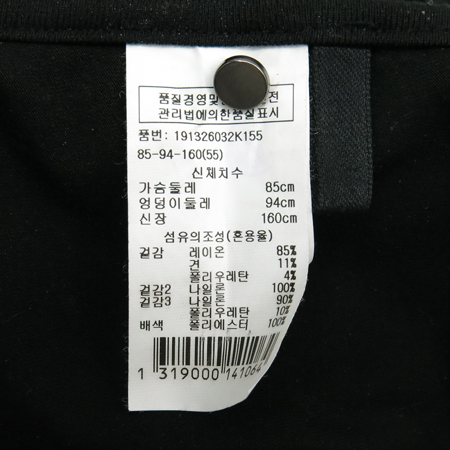 품질경영및 전
관리법에의한품질표시
품번: 191326032K155
85-94-160(55)
신체치수
가슴둘레 85cm
엉덩이둘레 94cm
신장 160cm
섬유의조성(혼용율)
겉감 레이온 85%
견 11%
폴리우레탄 4%
겉감2 나일론 100%
겉감3 나일론 90%
폴리우레탄 10%
배색 폴리에스터 100%
1 319000 141064